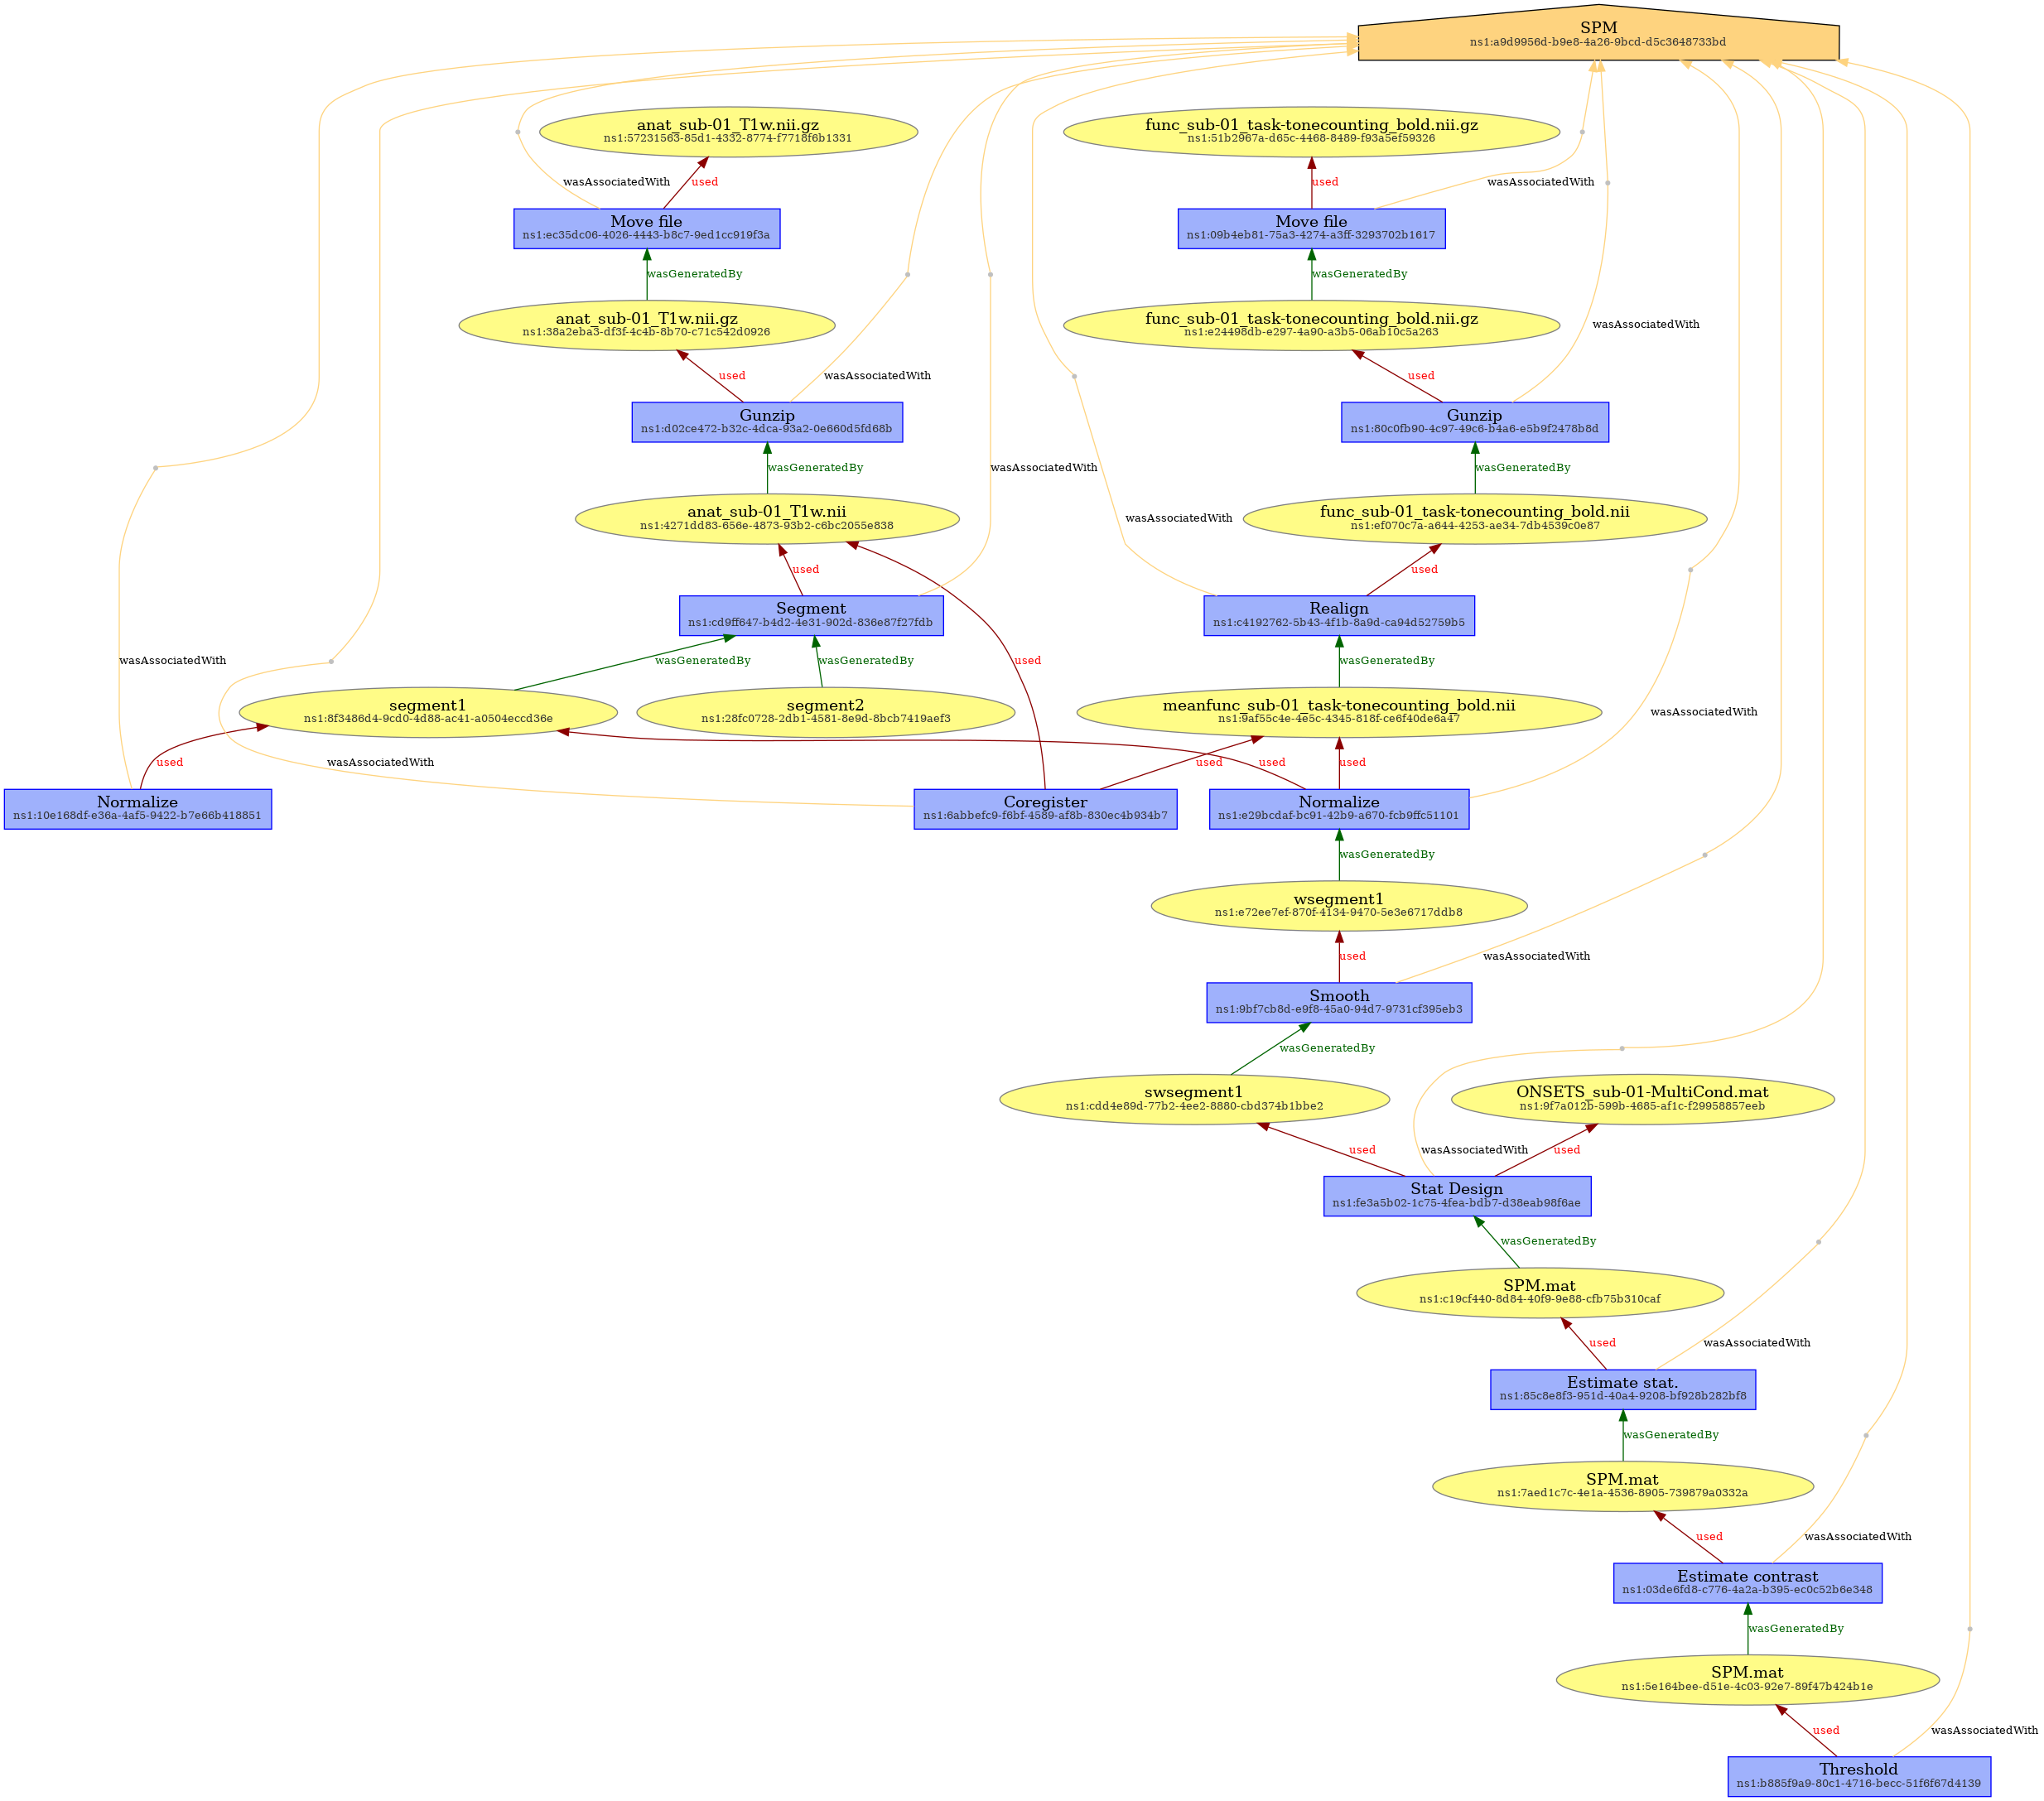 SPM
ns1:a9d9956d-b9e8-4a26-9bcd-d5c3648733bd
anat_sub-01_T1w.nii.gz
ns1:57231563-85d1-4332-8774-f7718f6b1331
func_sub-01_task-tonecounting_bold.nii.gz
ns1:51b2967a-d65c-4468-8489-f93a5ef59326
wasAssociatedWith
used
used
wasAssociatedWith
Move file
ns1:ec35dc06-4026-4443-b8c7-9ed1cc919f3a
Move file
ns1:09b4eb81-75a3-4274-a3ff-3293702b1617
wasGeneratedBy
wasGeneratedBy
anat_sub-01_T1w.nii.gz
ns1:38a2eba3-df3f-4c4b-8b70-c71c542d0926
func_sub-01_task-tonecounting_bold.nii.gz
ns1:e24498db-e297-4a90-a3b5-06ab10c5a263
wasAssociatedWith
used
wasAssociatedWith
used
Gunzip
ns1:d02ce472-b32c-4dca-93a2-0e660d5fd68b
Gunzip
ns1:80c0fb90-4c97-49c6-b4a6-e5b9f2478b8d
wasGeneratedBy
wasAssociatedWith
wasGeneratedBy
anat_sub-01_T1w.nii
ns1:4271dd83-656e-4873-93b2-c6bc2055e838
wasAssociatedWith
func_sub-01_task-tonecounting_bold.nii
ns1:ef070c7a-a644-4253-ae34-7db4539c0e87
used
used
Segment
ns1:cd9ff647-b4d2-4e31-902d-836e87f27fdb
Realign
ns1:c4192762-5b43-4f1b-8a9d-ca94d52759b5
wasAssociatedWith
wasGeneratedBy
wasGeneratedBy
used
wasGeneratedBy
segment1
ns1:8f3486d4-9cd0-4d88-ac41-a0504eccd36e
segment2
ns1:28fc0728-2db1-4581-8e9d-8bcb7419aef3
meanfunc_sub-01_task-tonecounting_bold.nii
ns1:9af55c4e-4e5c-4345-818f-ce6f40de6a47
wasAssociatedWith
used
wasAssociatedWith
used
used
used
Normalize
ns1:10e168df-e36a-4af5-9422-b7e66b418851
Coregister
ns1:6abbefc9-f6bf-4589-af8b-830ec4b934b7
Normalize
ns1:e29bcdaf-bc91-42b9-a670-fcb9ffc51101
wasGeneratedBy
wsegment1
ns1:e72ee7ef-870f-4134-9470-5e3e6717ddb8
used
wasAssociatedWith
Smooth
ns1:9bf7cb8d-e9f8-45a0-94d7-9731cf395eb3
wasGeneratedBy
swsegment1
ns1:cdd4e89d-77b2-4ee2-8880-cbd374b1bbe2
ONSETS_sub-01-MultiCond.mat
ns1:9f7a012b-599b-4685-af1c-f29958857eeb
used
wasAssociatedWith
used
Stat Design
ns1:fe3a5b02-1c75-4fea-bdb7-d38eab98f6ae
wasGeneratedBy
SPM.mat
ns1:c19cf440-8d84-40f9-9e88-cfb75b310caf
used
wasAssociatedWith
Estimate stat.
ns1:85c8e8f3-951d-40a4-9208-bf928b282bf8
wasGeneratedBy
SPM.mat
ns1:7aed1c7c-4e1a-4536-8905-739879a0332a
used
wasAssociatedWith
Estimate contrast
ns1:03de6fd8-c776-4a2a-b395-ec0c52b6e348
wasGeneratedBy
SPM.mat
ns1:5e164bee-d51e-4c03-92e7-89f47b424b1e
used
wasAssociatedWith
Threshold
ns1:b885f9a9-80c1-4716-becc-51f6f67d4139